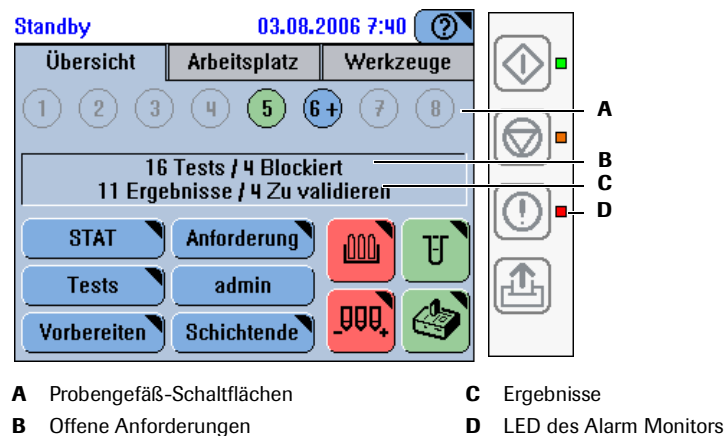 Standby 03.08.2006 7:40 ?
Übersicht Arbeitsplatz Werkzeuge
1 2 3 4 5 6+ 7 8 A
16 Tests / 4 Blockiert B
11 Ergebnisse / 4 Zu validieren C
D
STAT Anforderung
Tests admin
Vorbereiten Schichtende
A Probengefäß-Schaltflächen
B Offene Anforderungen
C Ergebnisse
D LED des Alarm Monitors